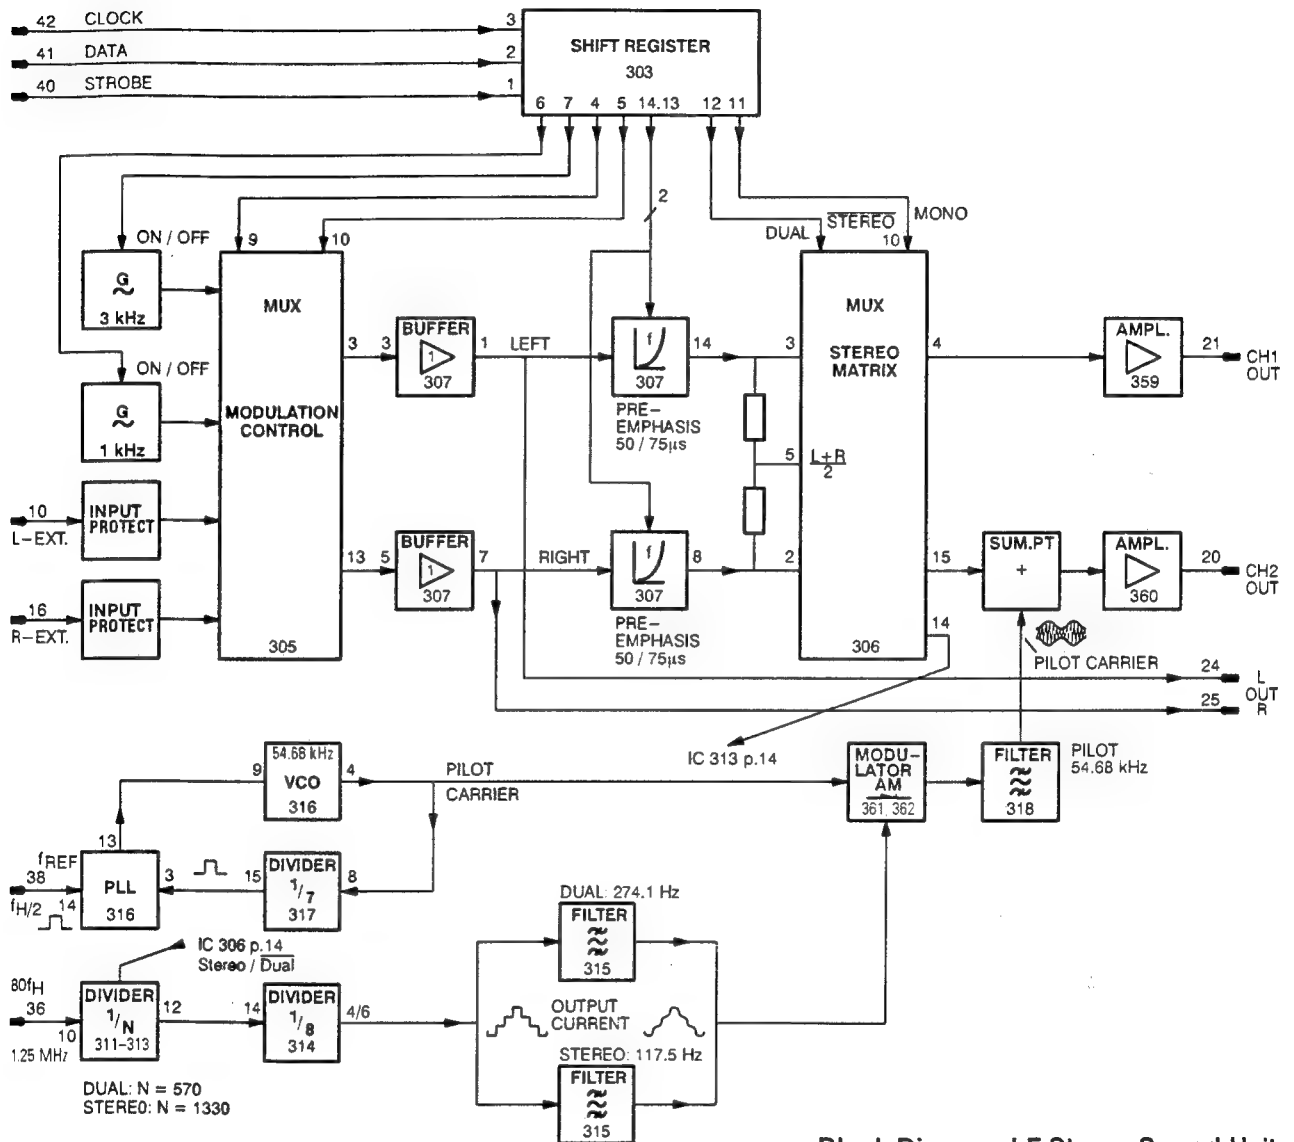 42 CLOCK
41 DATA
40 STROBE
3
2
1
SHIFT REGISTER
303
6 7 4 5 14.13 12 11
2
DUAL
STEREO
MONO
10
ON / OFF
G
3 kHz
ON / OFF
G
1 kHz
10
L-EXT.
INPUT
PROTECT
16
R-EXT.
INPUT
PROTECT
9
10
MUX
MODULATION
CONTROL
305
3
13
3
BUFFER
1
307
1
LEFT
5
BUFFER
1
307
7
RIGHT
f
307
14
PRE-
EMPHASIS
50 / 75µs
f
307
8
PRE-
EMPHASIS
50 / 75µs
3
5
L+R
2
2
MUX
STEREO
MATRIX
306
4
15
14
AMPL.
359
21
CH1
OUT
SUM.PT
+
AMPL.
360
20
CH2
OUT
PILOT CARRIER
24
L
OUT
25
R
IC 313 p.14
9
54.68 kHz
VCO
316
4
PILOT
CARRIER
MODU-
LATOR
AM
361, 362
FILTER
318
PILOT
54.68 kHz
fREF
38
fH/2
14
13
PLL
316
3
15
DIVIDER
1/7
317
8
IC 306 p.14
Stereo / Dual
80fH
36
10
1.25 MHz
DIVIDER
1/N
311-313
12
14
DIVIDER
1/8
314
4/6
DUAL: N = 570
STEREO: N = 1330
DUAL: 274.1 Hz
FILTER
315
OUTPUT
CURRENT
STEREO: 117.5 Hz
FILTER
315